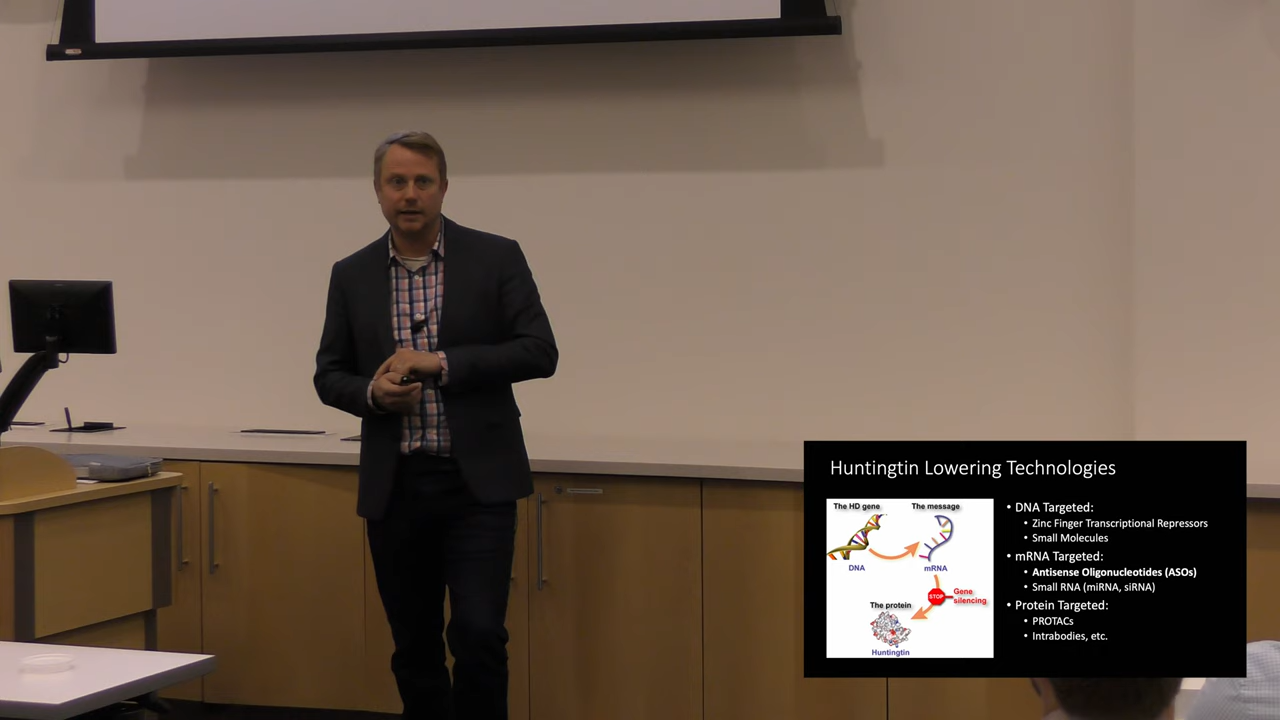 Huntingtin Lowering Technologies
The HD gene
The message
DNA
mRNA
STOP
Gene
silencing
The protein
Huntingtin
• DNA Targeted:
• Zinc Finger Transcriptional Repressors
• Small Molecules
• mRNA Targeted:
• Antisense Oligonucleotides (ASOs)
• Small RNA (miRNA, siRNA)
• Protein Targeted:
• PROTACs
• Intrabodies, etc.